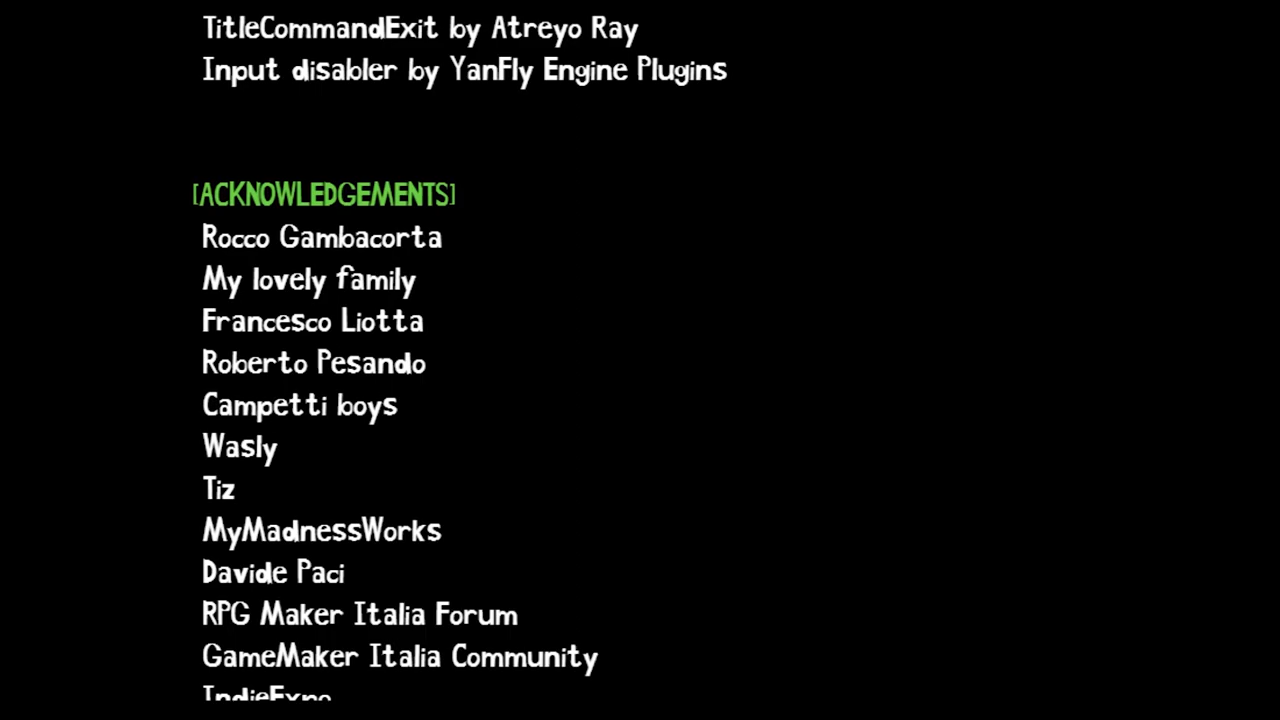 TitleCommandExit by Atreyo Ray
Input disabler by YanFly Engine Plugins
[ACKNOWLEDGEMENTS]
Rocco Gambacorta
My lovely family
Francesco Liotta
Roberto Pesando
Campetti boys
Wasly
Tiz
MyMadnessWorks
Davide Paci
RPG Maker Italia Forum
GameMaker Italia Community
IndieExpo